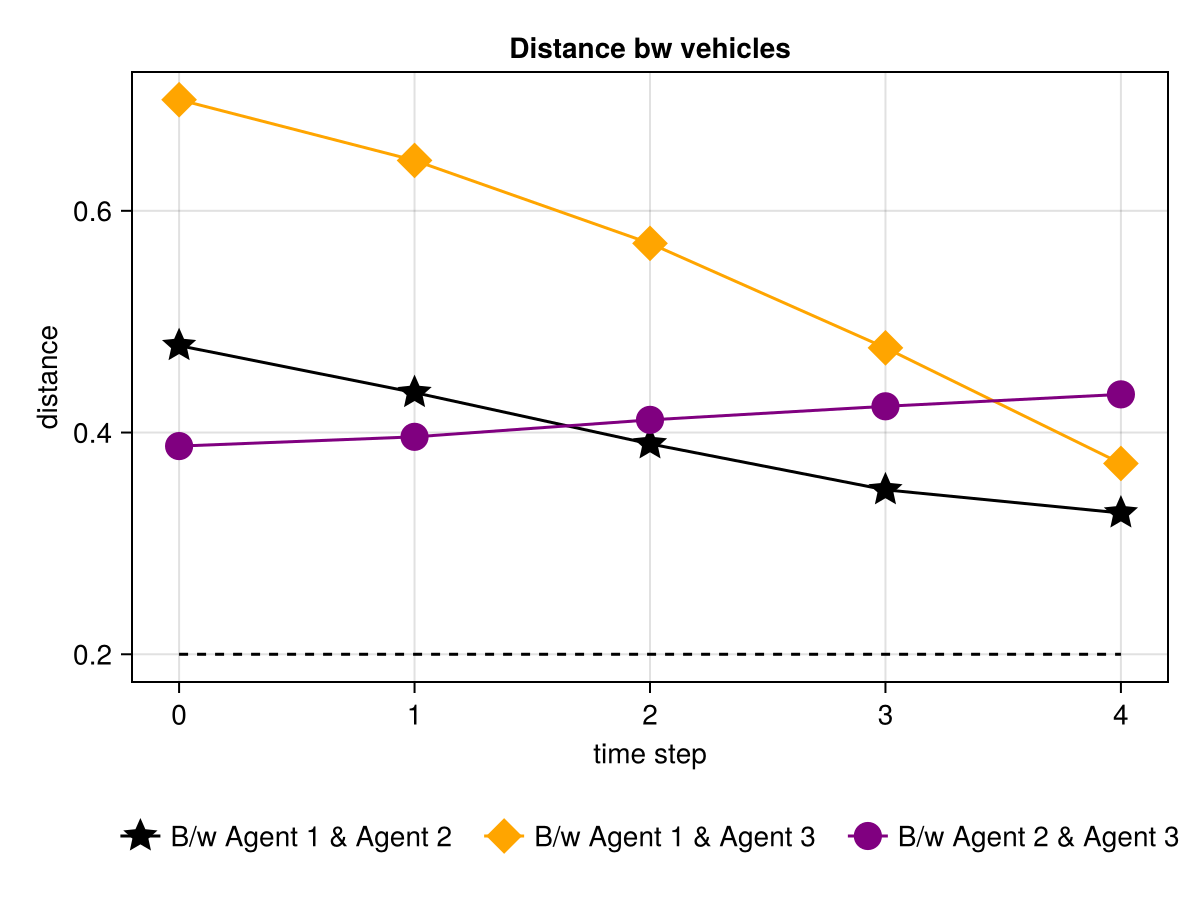 Distance bw vehicles
distance
0.6
0.4
0.2
0 1 2 3 4
time step
B/w Agent 1 & Agent 2 B/w Agent 1 & Agent 3 B/w Agent 2 & Agent 3